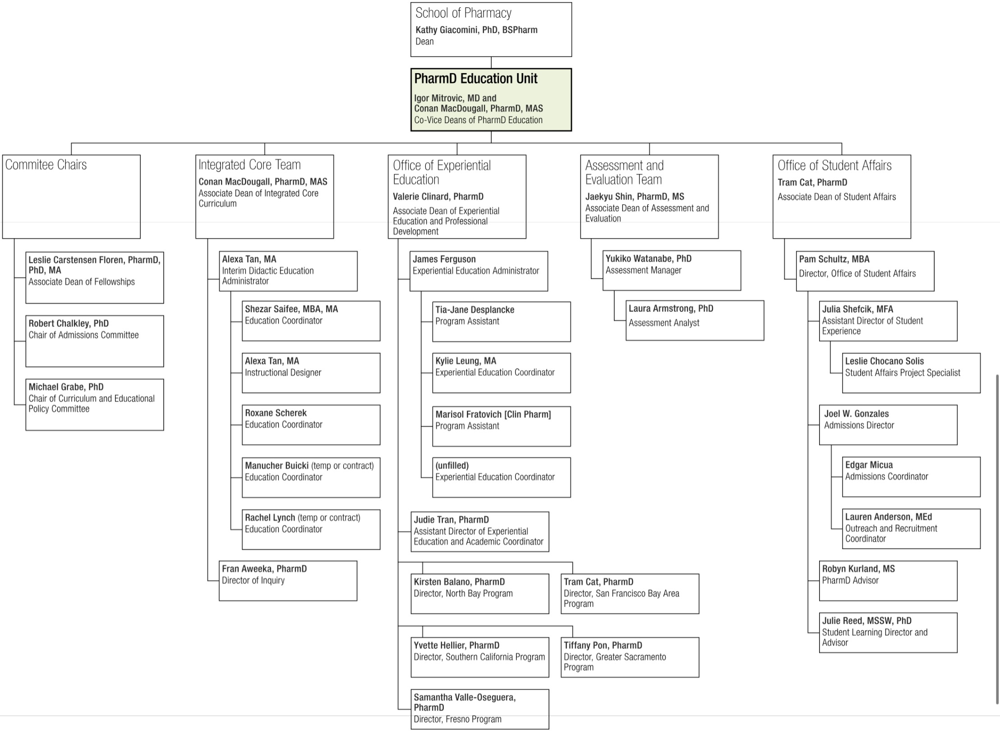 School of Pharmacy
Kathy Giacomini, PhD, BSPharm
Dean
PharmD Education Unit
Igor Mitrovic, MD and
Conan MacDougall, PharmD, MAS
Co-Vice Deans of PharmD Education
Commitee Chairs
Leslie Carstensen Floren, PharmD,
PhD, MA
Associate Dean of Fellowships
Robert Chalkley, PhD
Chair of Admissions Committee
Michael Grabe, PhD
Chair of Curriculum and Educational
Policy Committee
Integrated Core Team
Conan MacDougall, PharmD, MAS
Associate Dean of Integrated Core
Curriculum
Alexa Tan, MA
Interim Didactic Education
Administrator
Shezar Saifee, MBA, MA
Education Coordinator
Alexa Tan, MA
Instructional Designer
Roxane Scherek
Education Coordinator
Manucher Buicki (temp or contract)
Education Coordinator
Rachel Lynch (temp or contract)
Education Coordinator
Fran Aweeka, PharmD
Director of Inquiry
Office of Experiential
Education
Valerie Clinard, PharmD
Associate Dean of Experiential
Education and Professional
Development
James Ferguson
Experiential Education Administrator
Tia-Jane Desplancke
Program Assistant
Kylie Leung, MA
Experiential Education Coordinator
Marisol Fratovich [Clin Pharm]
Program Assistant
(unfilled)
Experiential Education Coordinator
Judie Tran, PharmD
Assistant Director of Experiential
Education and Academic Coordinator
Kirsten Balano, PharmD
Director, North Bay Program
Tram Cat, PharmD
Director, San Francisco Bay Area
Program
Yvette Hellier, PharmD
Director, Southern California Program
Tiffany Pon, PharmD
Director, Greater Sacramento
Program
Samantha Valle-Oseguera,
PharmD
Director, Fresno Program
Assessment and
Evaluation Team
Jaekyu Shin, PharmD, MS
Associate Dean of Assessment and
Evaluation
Yukiko Watanabe, PhD
Assessment Manager
Laura Armstrong, PhD
Assessment Analyst
Office of Student Affairs
Tram Cat, PharmD
Associate Dean of Student Affairs
Pam Schultz, MBA
Director, Office of Student Affairs
Julia Shefcik, MFA
Assistant Director of Student
Experience
Leslie Chocano Solis
Student Affairs Project Specialist
Joel W. Gonzales
Admissions Director
Edgar Micua
Admissions Coordinator
Lauren Anderson, MEd
Outreach and Recruitment
Coordinator
Robyn Kurland, MS
PharmD Advisor
Julie Reed, MSSW, PhD
Student Learning Director and
Advisor